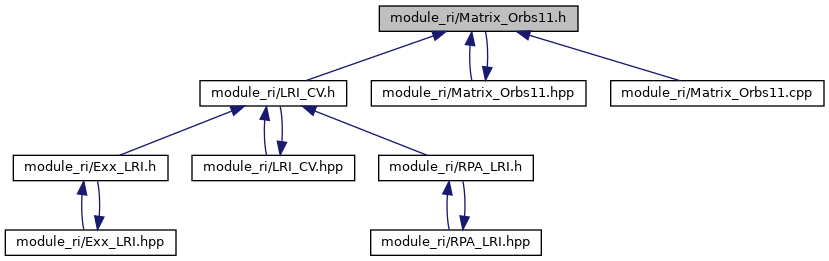 module_ri/Matrix_Orbs11.h
module_ri/LRI_CV.h
module_ri/Matrix_Orbs11.hpp
module_ri/Matrix_Orbs11.cpp
module_ri/Exx_LRI.h
module_ri/LRI_CV.hpp
module_ri/RPA_LRI.h
module_ri/Exx_LRI.hpp
module_ri/RPA_LRI.hpp